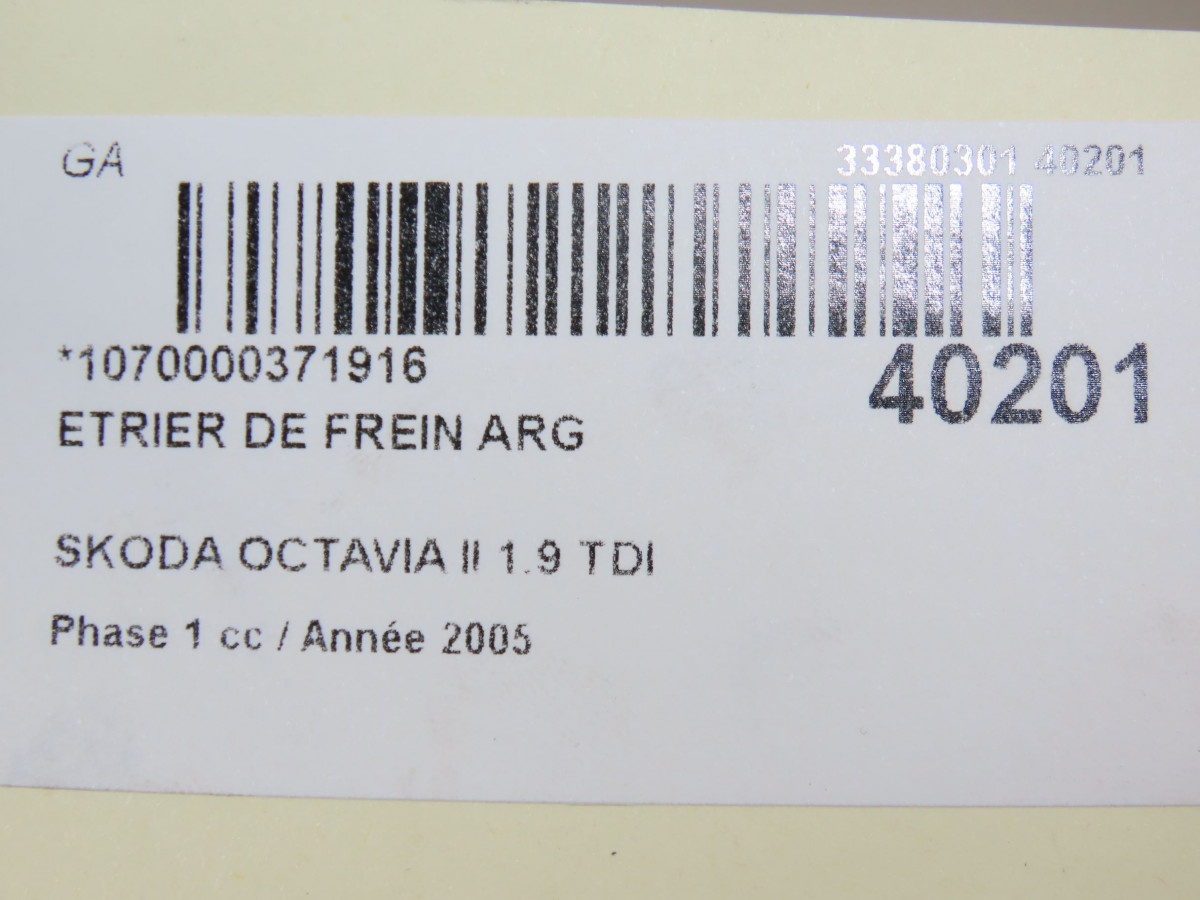 GA
33380301 40201
*1070000371916
40201
ETRIER DE FREIN ARG
SKODA OCTAVIA II 1.9 TDI
Phase 1 cc / Année 2005